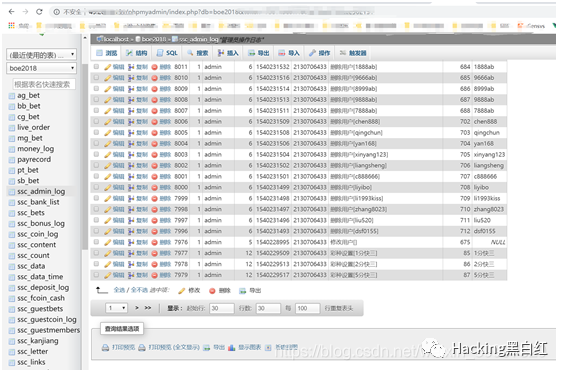 不安全
phpmyadmin/index.php?db=boe2018
localhost » boe2018 » ssc_admin_log "管理员操作日志"
浏览 结构 SQL 搜索 插入 导出 导入 操作 触发器
(最近使用的表) ...
boe2018
根据表名快速搜索
ag_bet
bb_bet
cg_bet
live_order
mg_bet
money_log
payrecord
pt_bet
sb_bet
ssc_admin_log
ssc_bank_list
ssc_bets
ssc_bonus_log
ssc_coin_log
ssc_content
ssc_count
ssc_data
ssc_data_time
ssc_deposit_log
ssc_fcoin_cash
ssc_guestbets
ssc_guestcoin_log
ssc_guestmembers
ssc_kanjiang
ssc_letter
ssc_links
编辑 复制 删除 8011 1 admin 6 1540231532 2130706433 删除用户[1888ab] 684 1888ab
编辑 复制 删除 8010 1 admin 6 1540231516 2130706433 删除用户[9666ab] 685 9666ab
编辑 复制 删除 8009 1 admin 6 1540231514 2130706433 删除用户[8999ab] 686 8999ab
编辑 复制 删除 8008 1 admin 6 1540231513 2130706433 删除用户[9888ab] 687 9888ab
编辑 复制 删除 8007 1 admin 6 1540231511 2130706433 删除用户[7888ab] 688 7888ab
编辑 复制 删除 8006 1 admin 6 1540231509 2130706433 删除用户[chen888] 702 chen888
编辑 复制 删除 8005 1 admin 6 1540231508 2130706433 删除用户[qingchun] 703 qingchun
编辑 复制 删除 8004 1 admin 6 1540231506 2130706433 删除用户[yan168] 704 yan168
编辑 复制 删除 8003 1 admin 6 1540231504 2130706433 删除用户[xinyang123] 705 xinyang123
编辑 复制 删除 8002 1 admin 6 1540231502 2130706433 删除用户[liangsheng] 706 liangsheng
编辑 复制 删除 8001 1 admin 6 1540231501 2130706433 删除用户[c888666] 707 c888666
编辑 复制 删除 8000 1 admin 6 1540231499 2130706433 删除用户[liyibo] 708 liyibo
编辑 复制 删除 7999 1 admin 6 1540231498 2130706433 删除用户[li1993kiss] 709 li1993kiss
编辑 复制 删除 7998 1 admin 6 1540231497 2130706433 删除用户[zhang8023] 710 zhang8023
编辑 复制 删除 7997 1 admin 6 1540231495 2130706433 删除用户[liu520] 711 liu520
编辑 复制 删除 7996 1 admin 6 1540231493 2130706433 删除用户[dsf0155] 712 dsf0155
编辑 复制 删除 7979 1 admin 5 1540228995 2130706433 修改用户[] 675 NULL
编辑 复制 删除 7978 1 admin 12 1540229509 2130706433 彩种设置[1分快三] 85 1分快三
编辑 复制 删除 7977 1 admin 12 1540229513 2130706433 彩种设置[2分快三] 86 2分快三
编辑 复制 删除 7976 1 admin 12 1540229517 2130706433 彩种设置[5分快三] 87 5分快三
全选 / 全不选 选中项: 修改 删除 导出
1 > >> 显示: 起始行: 30 行数: 30 每 100 行重复表头
查询结果选项
打印预览 打印预览 (全文显示) 导出 显示图表 新建视图
https://blog.csdn.net/
Hacking黑白红